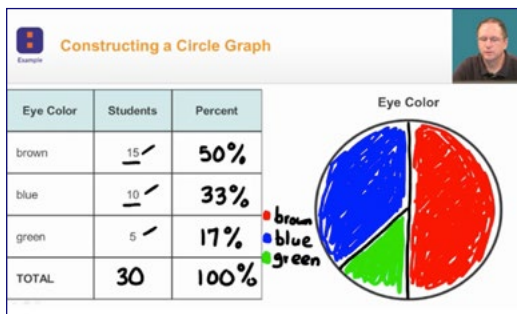 Constructing a Circle Graph
Example
Eye Color Students Percent
brown 15 50%
blue 10 33%
green 5 17%
TOTAL 30 100%
Eye Color
brown
blue
green